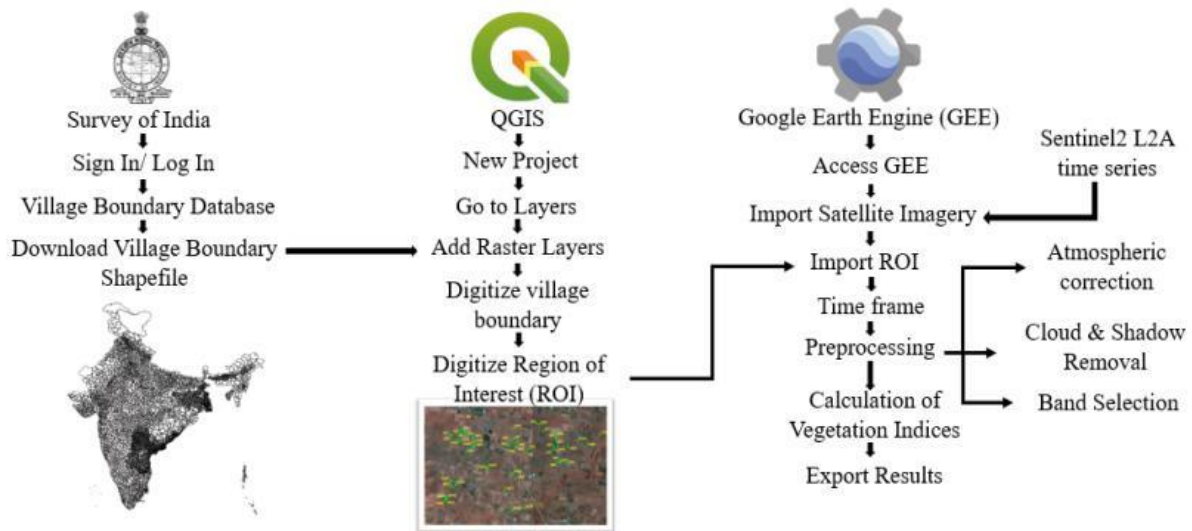 Survey of India
Sign In/ Log In
Village Boundary Database
Download Village Boundary
Shapefile
QGIS
New Project
Go to Layers
Add Raster Layers
Digitize village
boundary
Digitize Region of
Interest (ROI)
Google Earth Engine (GEE)
Access GEE
Import Satellite Imagery
Import ROI
Time frame
Preprocessing
Calculation of
Vegetation Indices
Export Results
Sentinel2 L2A
time series
Atmospheric
correction
Cloud & Shadow
Removal
Band Selection